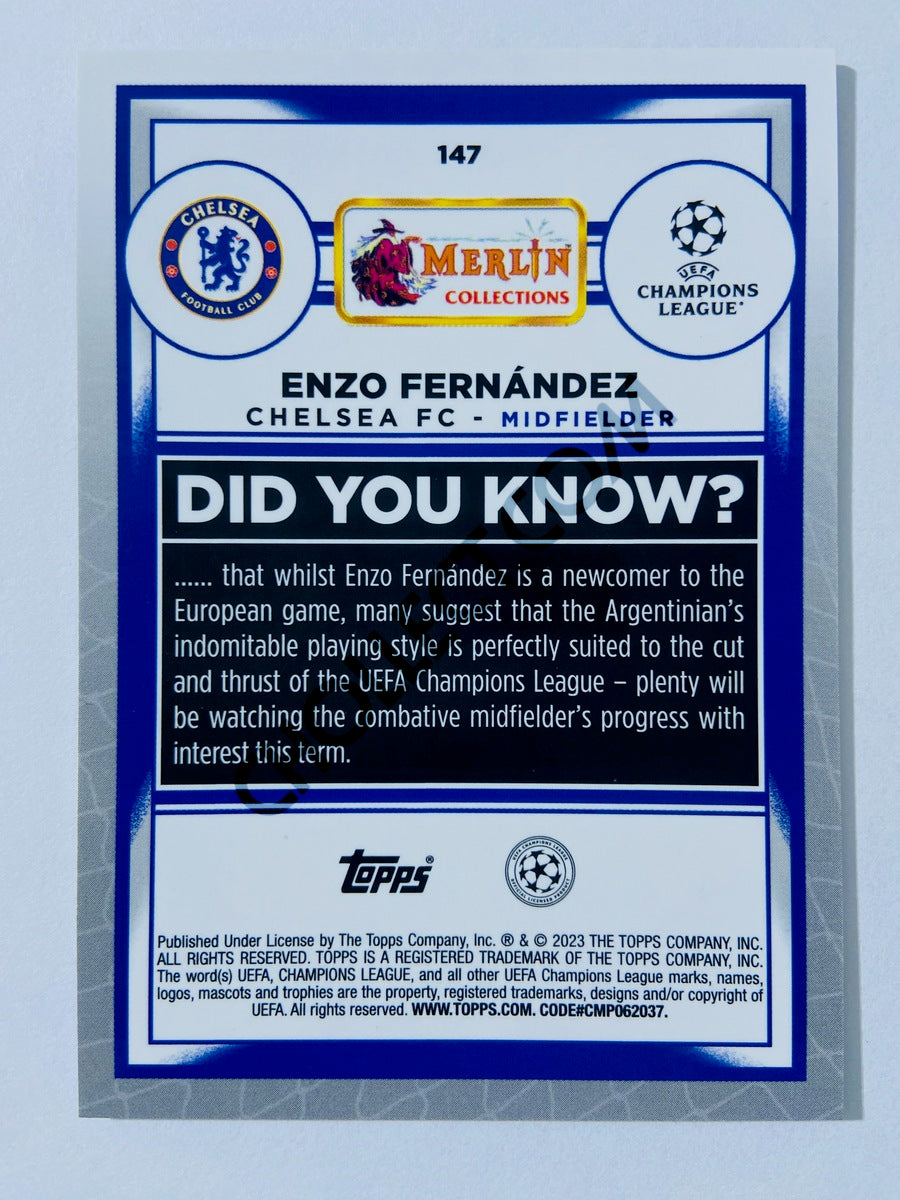 147
CHELSEA
FOOTBALL CLUB
MERLIN
COLLECTIONS
UEFA
CHAMPIONS
LEAGUE®
ENZO FERNÁNDEZ
CHELSEA FC - MIDFIELDER
DID YOU KNOW?
...... that whilst Enzo Fernández is a newcomer to the
European game, many suggest that the Argentinian's
indomitable playing style is perfectly suited to the cut
and thrust of the UEFA Champions League – plenty will
be watching the combative midfielder's progress with
interest this term.
topps®
UEFA CHAMPIONS LEAGUE
OFFICIAL LICENSED PRODUCT
Published Under License by The Topps Company, Inc. ® & © 2023 THE TOPPS COMPANY, INC.
ALL RIGHTS RESERVED. TOPPS IS A REGISTERED TRADEMARK OF THE TOPPS COMPANY, INC.
The word(s) UEFA, CHAMPIONS LEAGUE, and all other UEFA Champions League marks, names,
logos, mascots and trophies are the property, registered trademarks, designs and/or copyright of
UEFA. All rights reserved. WWW.TOPPS.COM. CODE#CMP062037.